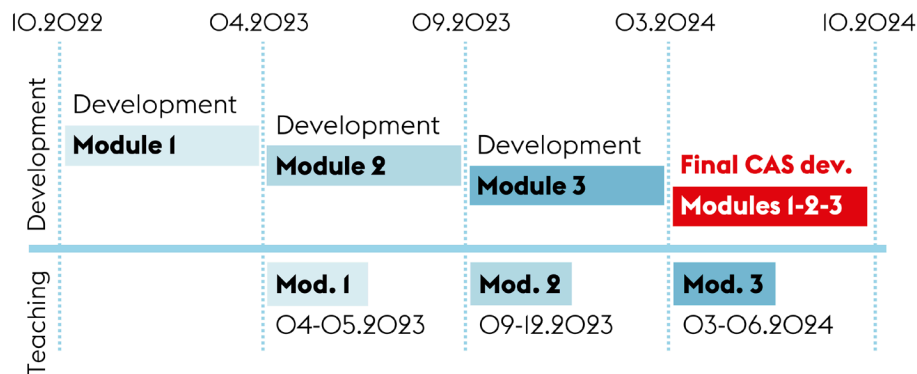 10.2022 04.2023 09.2023 03.2024 10.2024
Development
Development
Module 1
Development
Module 2
Development
Module 3
Final CAS dev.
Modules 1-2-3
Teaching
Mod. 1
04-05.2023
Mod. 2
09-12.2023
Mod. 3
03-06.2024